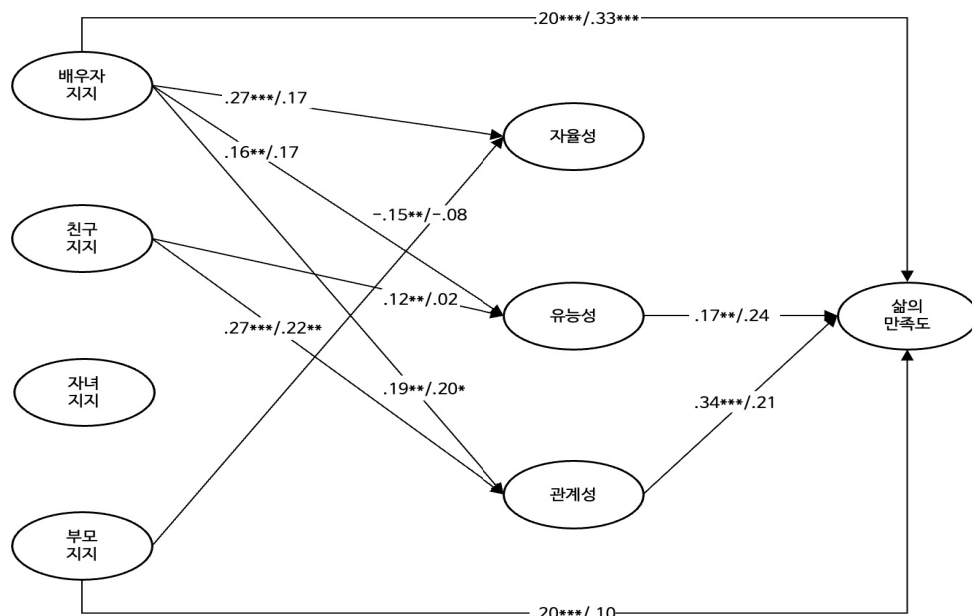 .20***/.33***
배우자
지지
.27***/.17
자율성
.16**/.17
-.15**/-.08
친구
지지
.12**/.02
유능성
.17**/.24
삶의
만족도
.27***/.22**
자녀
지지
.19**/.20*
.34***/.21
관계성
부모
지지
.20***/.10